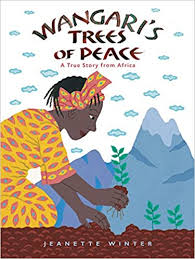 WANGARI'S
TREES
OF PEACE
A True Story from Africa
JEANETTE WINTER